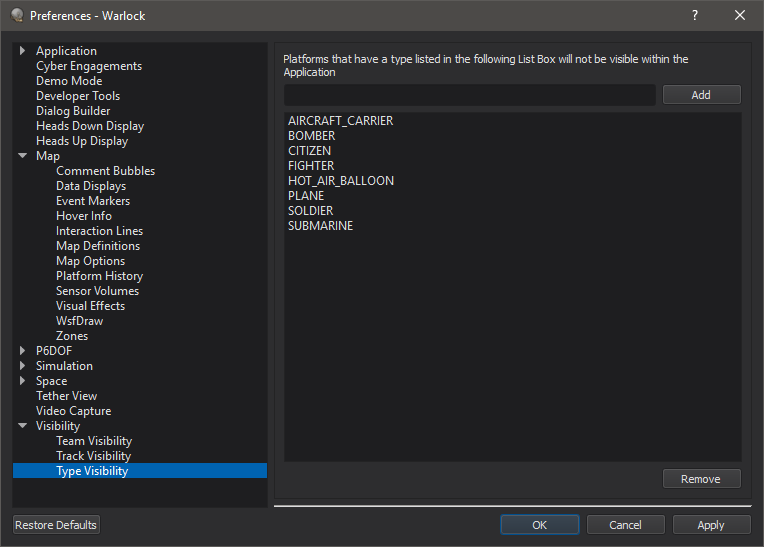 Preferences - Warlock
?
Application
Cyber Engagements
Demo Mode
Developer Tools
Dialog Builder
Heads Down Display
Heads Up Display
Map
Comment Bubbles
Data Displays
Event Markers
Hover Info
Interaction Lines
Map Definitions
Map Options
Platform History
Sensor Volumes
Visual Effects
WsfDraw
Zones
P6DOF
Simulation
Space
Tether View
Video Capture
Visibility
Team Visibility
Track Visibility
Type Visibility
Platforms that have a type listed in the following List Box will not be visible within the
Application
Add
AIRCRAFT_CARRIER
BOMBER
CITIZEN
FIGHTER
HOT_AIR_BALLOON
PLANE
SOLDIER
SUBMARINE
Remove
Restore Defaults
OK
Cancel
Apply